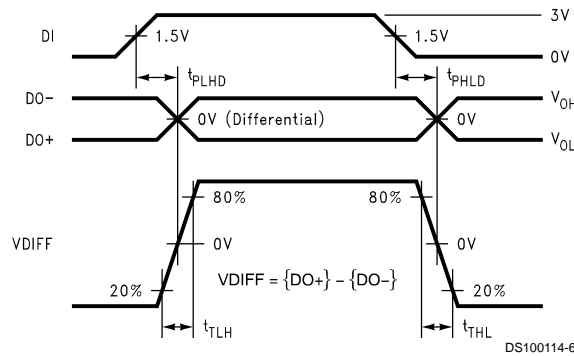 3V
DI
1.5V
1.5V
0V
tPLHD
tPHLD
DO-
VOH
0V (Differential)
0V
DO+
VOL
80%
80%
VDIFF
0V
0V
VDIFF = {DO+} – {DO–}
20%
20%
tTLH
tTHL
DS100114-6